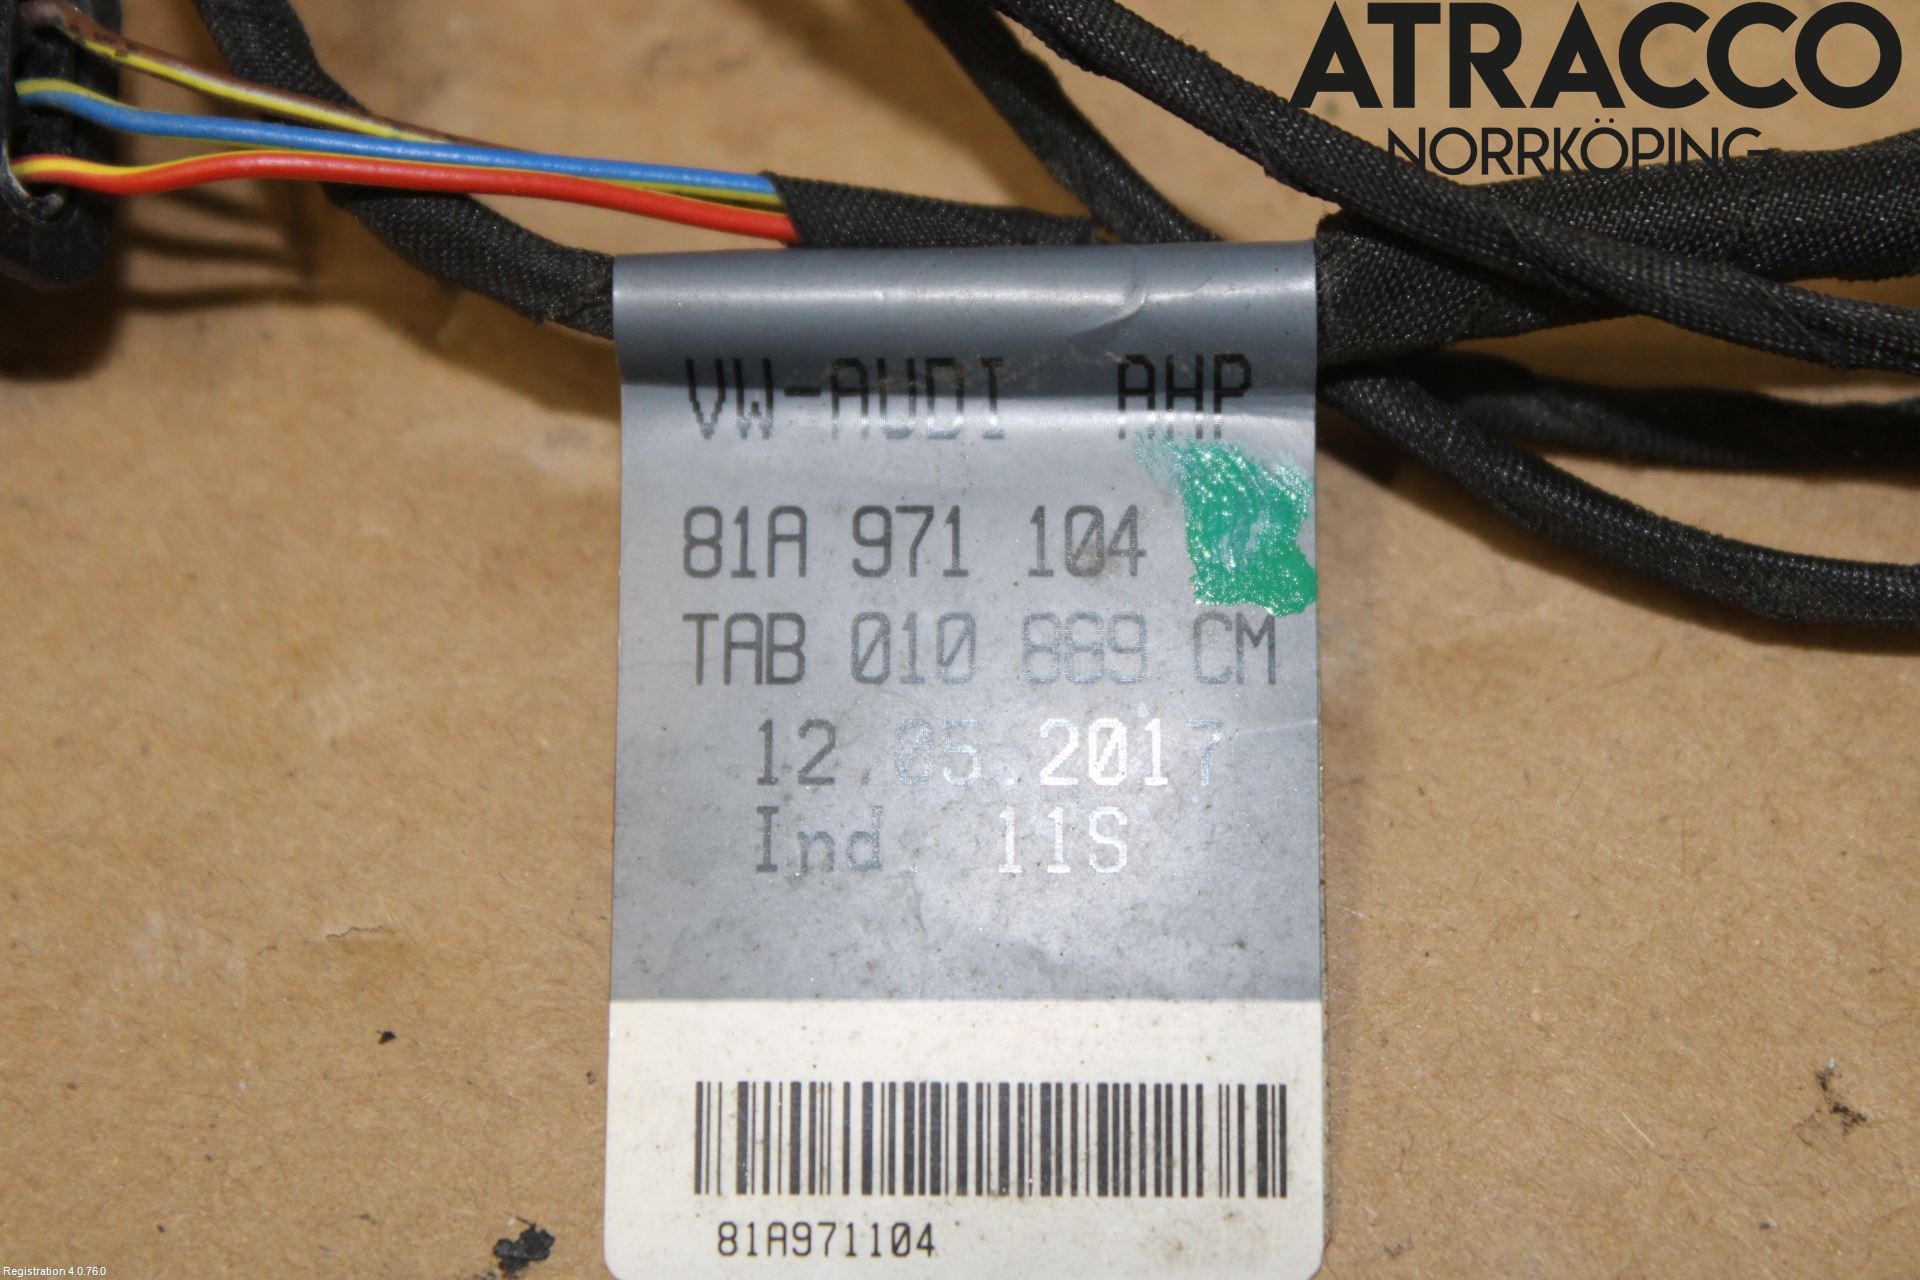 ATRACCO
NORRKÖPING
VW-AUDI AHP
81A 971 104
TAB 010 889 CM
12.05.2017
Ind. 11S
81A971104
Registration 4.0.76.0